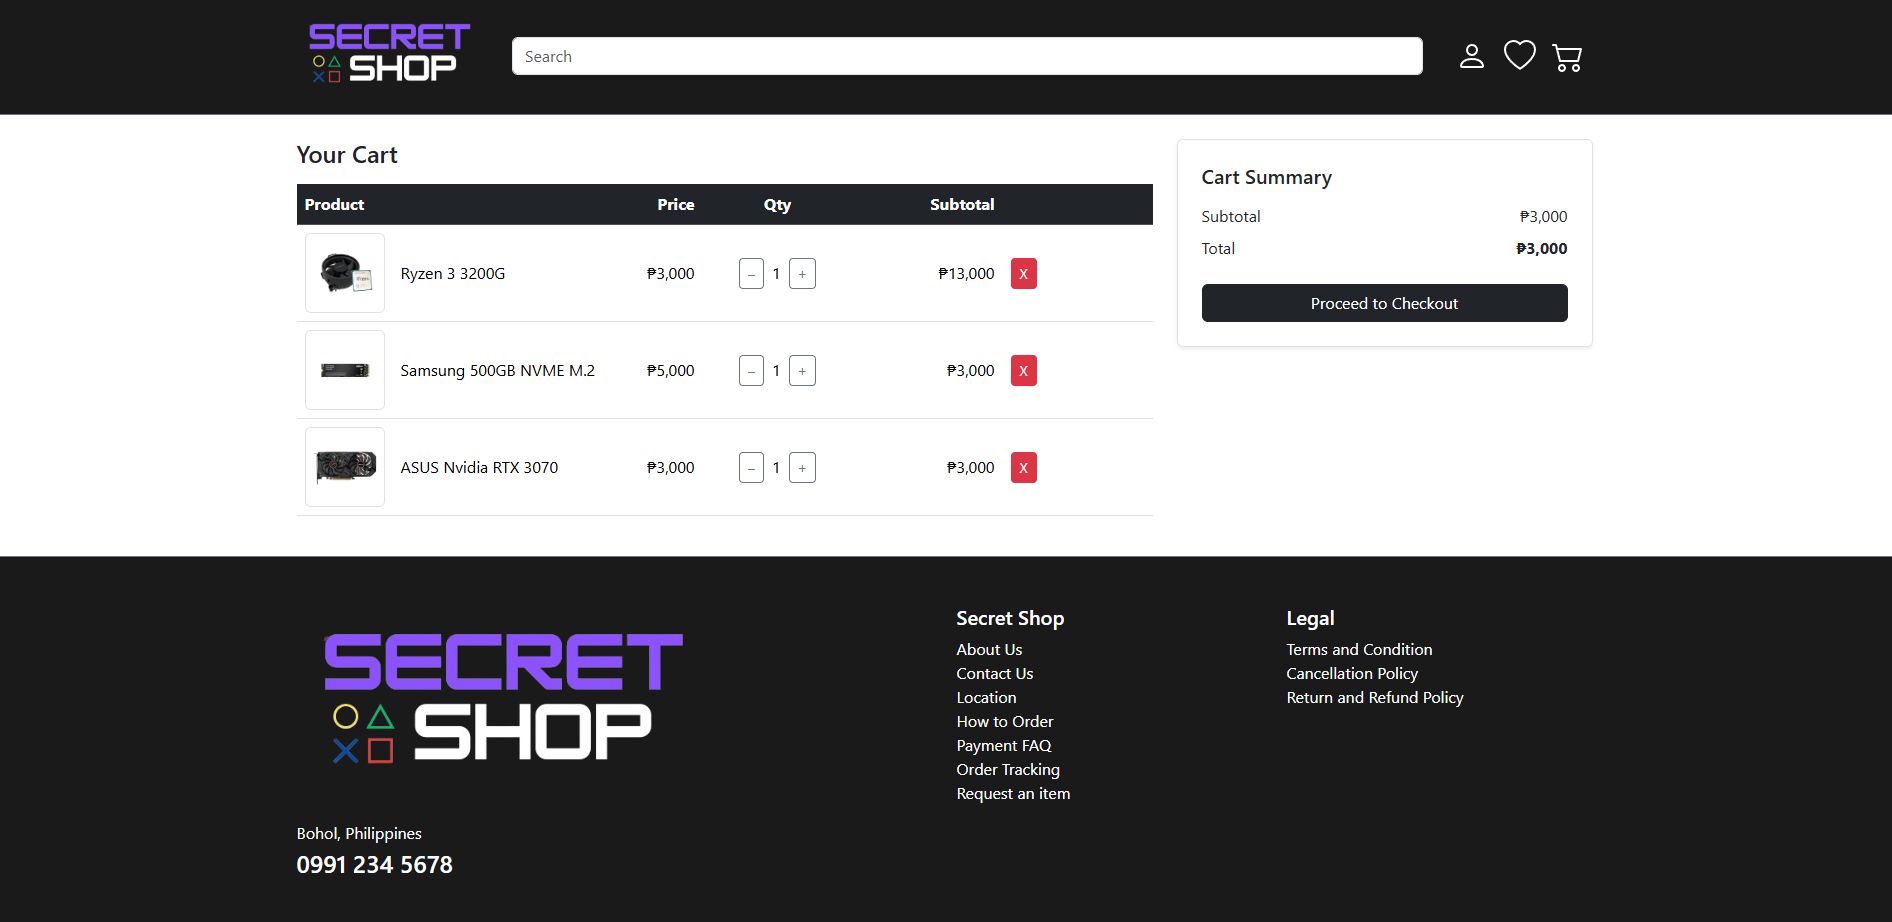 SECRET
SHOP
Search
Your Cart
Product Price Qty Subtotal
Ryzen 3 3200G ₱3,000 – 1 + ₱13,000 X
Samsung 500GB NVME M.2 ₱5,000 – 1 + ₱3,000 X
ASUS Nvidia RTX 3070 ₱3,000 – 1 + ₱3,000 X
Cart Summary
Subtotal ₱3,000
Total ₱3,000
Proceed to Checkout
SECRET
SHOP
Bohol, Philippines
0991 234 5678
Secret Shop
About Us
Contact Us
Location
How to Order
Payment FAQ
Order Tracking
Request an item
Legal
Terms and Condition
Cancellation Policy
Return and Refund Policy